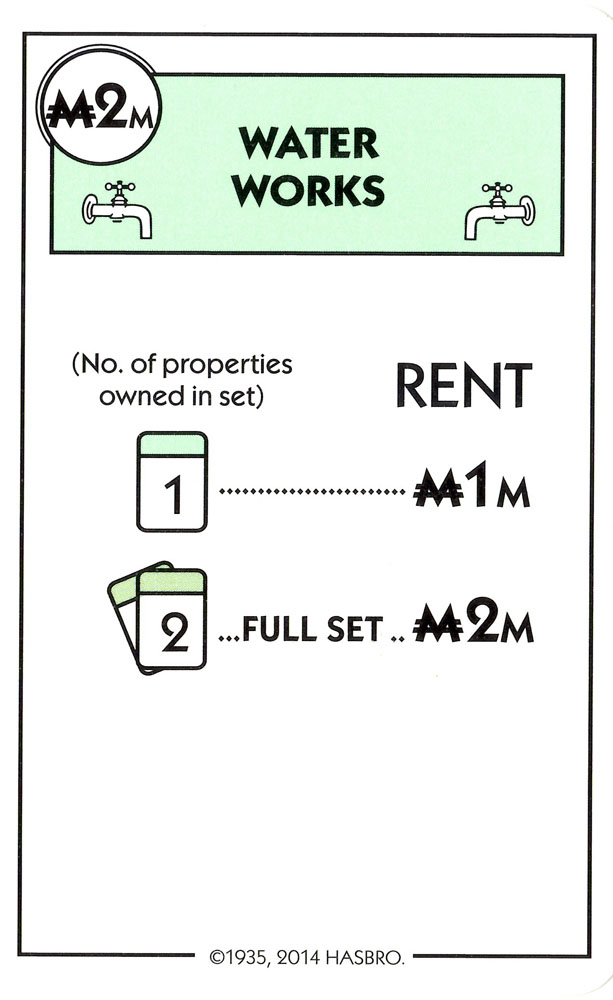 ₩2M
WATER
WORKS
(No. of properties
owned in set)
RENT
1 ........................ ₩1M
2 ...FULL SET .. ₩2M
©1935, 2014 HASBRO.